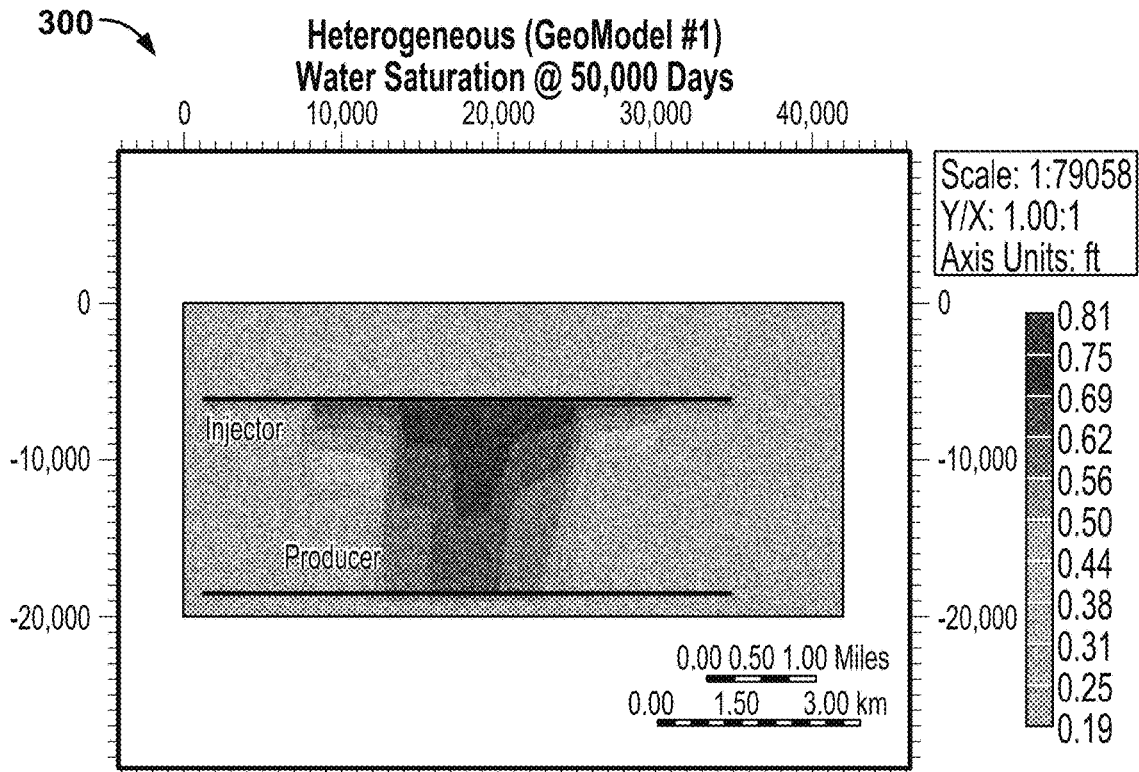 300
Heterogeneous (GeoModel #1)
Water Saturation @ 50,000 Days
0 10,000 20,000 30,000 40,000
Scale: 1:79058
Y/X: 1.00:1
Axis Units: ft
0 0
0.81
0.75
0.69
Injector
0.62
-10,000 -10,000
0.56
0.50
Producer
0.44
0.38
-20,000 -20,000
0.31
0.25
0.19
0.00 0.50 1.00 Miles
0.00 1.50 3.00 km